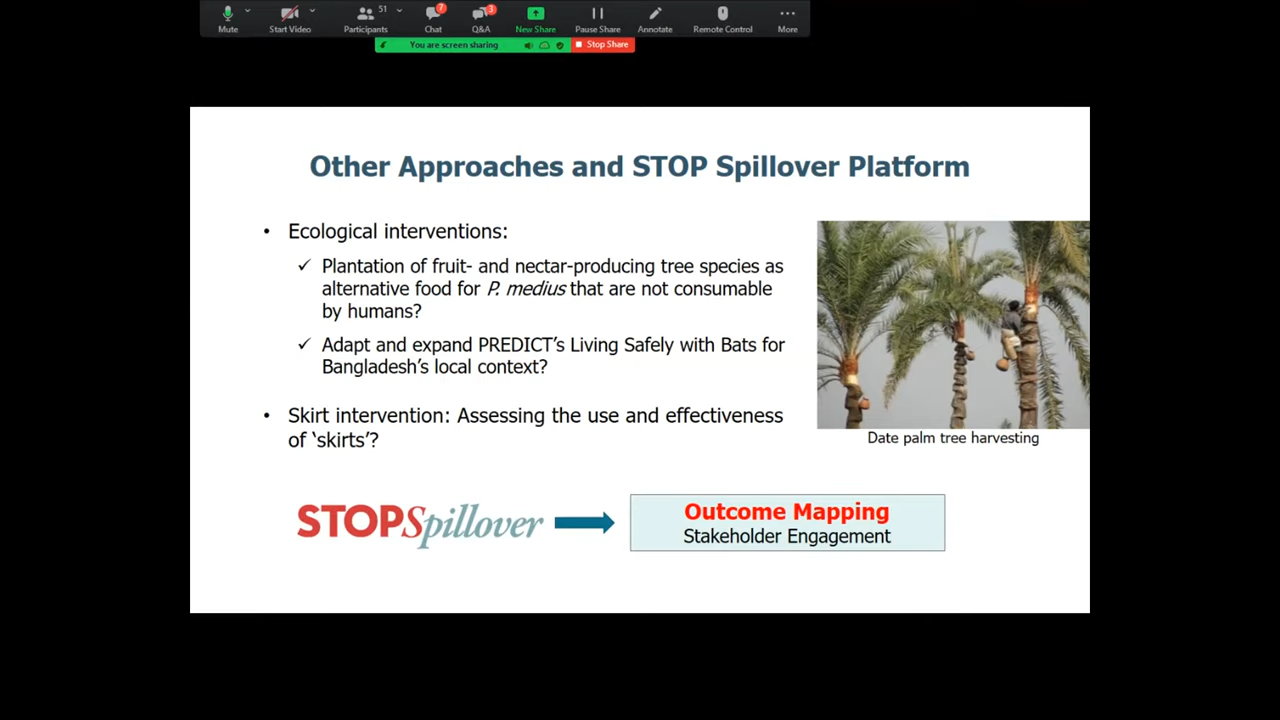 51
7
3
Mute
Start Video
Participants
Chat
Q&A
New Share
Pause Share
Annotate
Remote Control
More
You are screen sharing
Stop Share
Other Approaches and STOP Spillover Platform
• Ecological interventions:
✓ Plantation of fruit- and nectar-producing tree species as
alternative food for P. medius that are not consumable
by humans?
✓ Adapt and expand PREDICT’s Living Safely with Bats for
Bangladesh’s local context?
• Skirt intervention: Assessing the use and effectiveness
of ‘skirts’?
Date palm tree harvesting
STOPSpillover
Outcome Mapping
Stakeholder Engagement